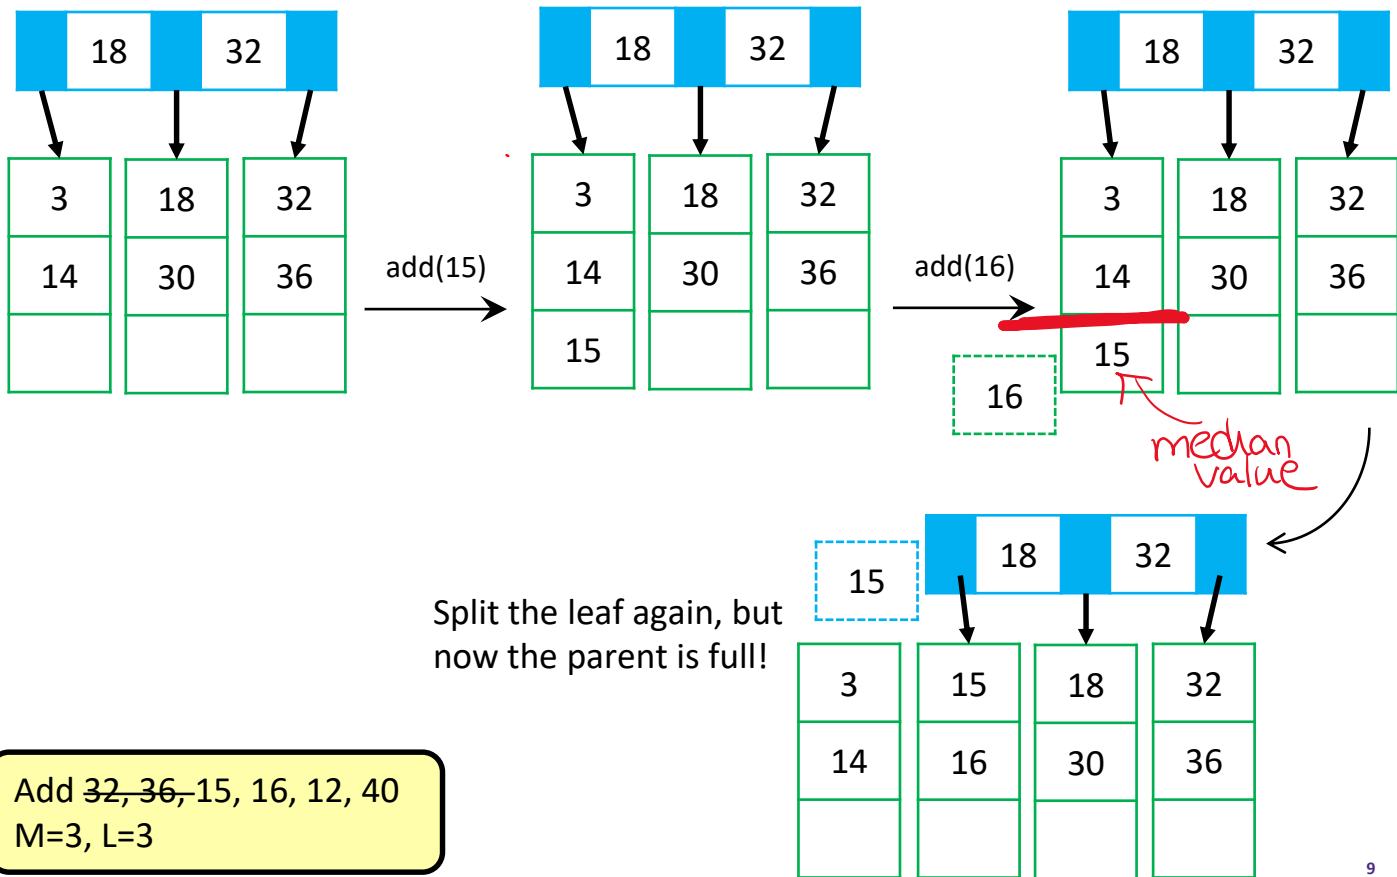 18 32
3 18 32
14 30 36
add(15)
18 32
3 18 32
14 30 36
15
add(16)
18 32
3 18 32
14 30 36
15
16
median
value
Split the leaf again, but
now the parent is full!
15
18 32
3 15 18 32
14 16 30 36
Add 32, 36, 15, 16, 12, 40
M=3, L=3
9